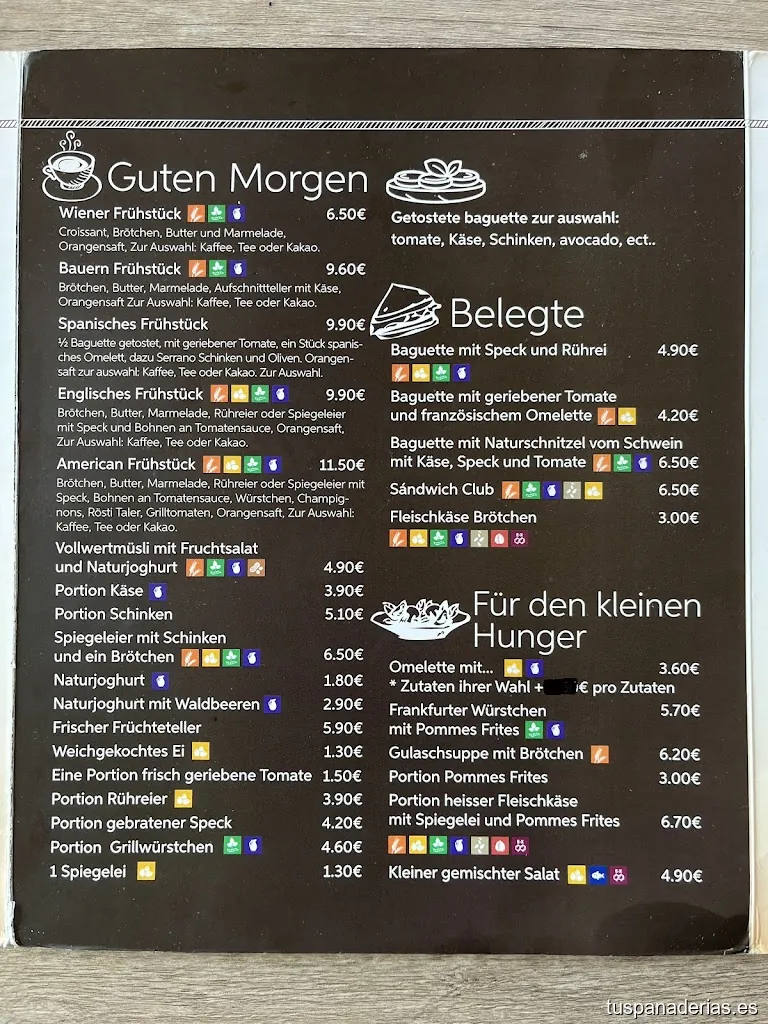 Guten Morgen
Wiener Frühstück 6.50€
Croissant, Brötchen, Butter und Marmelade,
Orangensaft, Zur Auswahl: Kaffee, Tee oder Kakao.
Bauern Frühstück 9.60€
Brötchen, Butter, Marmelade, Aufschnittteller mit Käse,
Orangensaft Zur Auswahl: Kaffee, Tee oder Kakao.
Spanisches Frühstück 9.90€
½ Baguette getostet, mit geriebener Tomate, ein Stück spanis-
ches Omelett, dazu Serrano Schinken und Oliven. Orangen-
saft zur auswahl: Kaffee, Tee oder Kakao. Zur Auswahl.
Englisches Frühstück 9.90€
Brötchen, Butter, Marmelade, Rühreier oder Spiegeleier
mit Speck und Bohnen an Tomatensauce, Orangensaft,
Zur Auswahl: Kaffee, Tee oder Kakao.
American Frühstück 11.50€
Brötchen, Butter, Marmelade, Rühreier oder Spiegeleier mit
Speck, Bohnen an Tomatensauce, Würstchen, Champig-
nons, Rösti Taler, Grilltomaten, Orangensaft, Zur Auswahl:
Kaffee, Tee oder Kakao.
Vollwertmüsli mit Fruchtsalat
und Naturjoghurt 4.90€
Portion Käse 3.90€
Portion Schinken 5.10€
Spiegeleier mit Schinken
und ein Brötchen 6.50€
Naturjoghurt 1.80€
Naturjoghurt mit Waldbeeren 2.90€
Frischer Früchteteller 5.90€
Weichgekochtes Ei 1.30€
Eine Portion frisch geriebene Tomate 1.50€
Portion Rühreier 3.90€
Portion gebratener Speck 4.20€
Portion Grillwürstchen 4.60€
1 Spiegelei 1.30€
Getostete baguette zur auswahl:
tomate, Käse, Schinken, avocado, ect..
Belegte
Baguette mit Speck und Rührei 4.90€
Baguette mit geriebener Tomate
und französischem Omelette 4.20€
Baguette mit Naturschnitzel vom Schwein
mit Käse, Speck und Tomate 6.50€
Sándwich Club 6.50€
Fleischkäse Brötchen 3.00€
Für den kleinen
Hunger
Omelette mit... 3.60€
* Zutaten ihrer Wahl + € pro Zutaten
Frankfurter Würstchen 5.70€
mit Pommes Frites
Gulaschsuppe mit Brötchen 6.20€
Portion Pommes Frites 3.00€
Portion heisser Fleischkäse
mit Spiegelei und Pommes Frites 6.70€
Kleiner gemischter Salat 4.90€
tuspanaderias.es